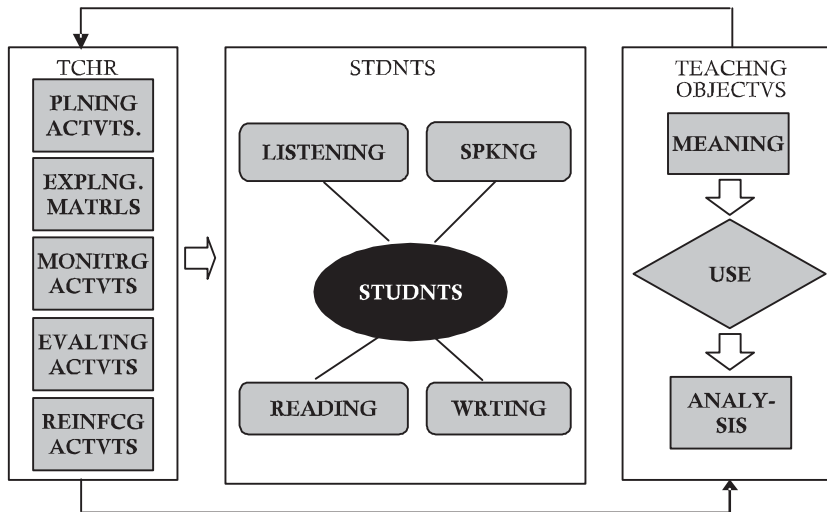 TCHR
PLNING
ACTVTS.
EXPLNG.
MATRLS
MONITRG
ACTVTS
EVALTNG
ACTVTS
REINFCG
ACTVTS
STDNTS
LISTENING
SPKNG
STUDNTS
READING
WRTING
TEACHNG
OBJECTVS
MEANING
USE
ANALY-
SIS